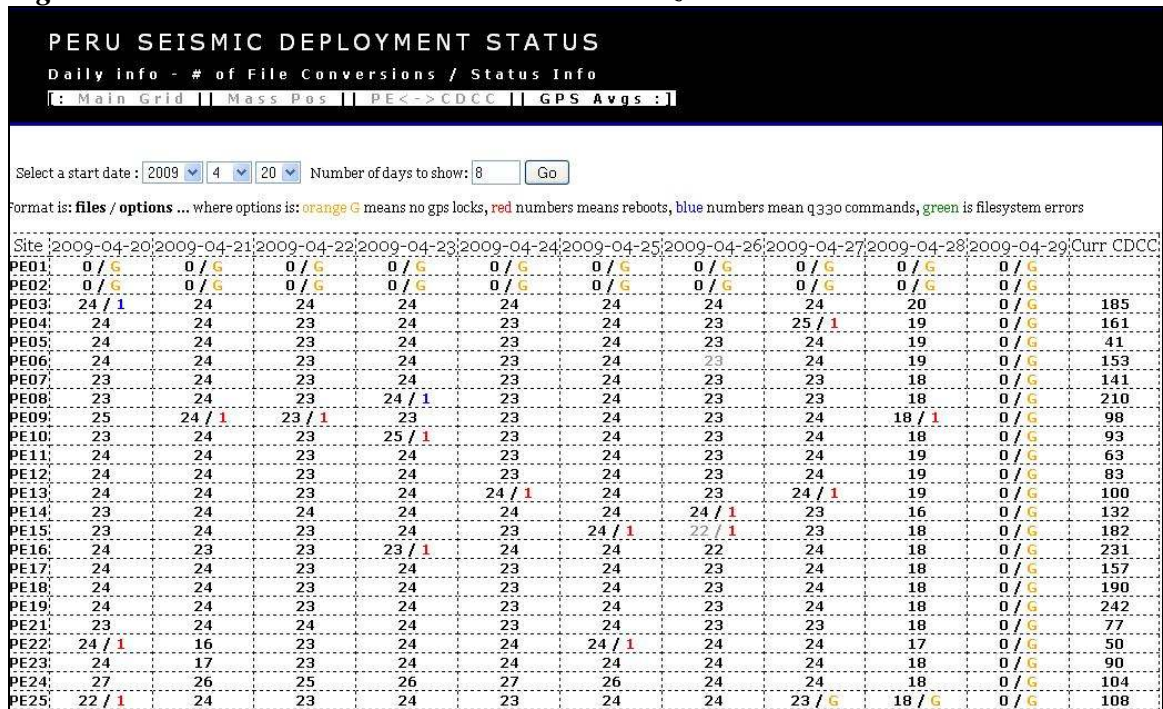 PERU SEISMIC DEPLOYMENT STATUS
Daily info - # of File Conversions / Status Info
[: Main Grid || Mass Pos || PE<->CDCC || GPS Avgs :]
Select a start date : 2009 4 20 Number of days to show: 8 Go
Format is: files / options ... where options is: orange G means no gps locks, red numbers means reboots, blue numbers mean q330 commands, green is filesystem errors
Site 2009-04-20 2009-04-21 2009-04-22 2009-04-23 2009-04-24 2009-04-25 2009-04-26 2009-04-27 2009-04-28 2009-04-29 Curr CDCC
PE01 0 / G 0 / G 0 / G 0 / G 0 / G 0 / G 0 / G 0 / G 0 / G 0 / G
PE02 0 / G 0 / G 0 / G 0 / G 0 / G 0 / G 0 / G 0 / G 0 / G 0 / G
PE03 24 / 1 24 24 24 24 24 24 24 20 0 / G 185
PE04 24 24 23 24 23 24 23 25 / 1 19 0 / G 161
PE05 24 24 23 24 23 24 23 24 19 0 / G 41
PE06 24 24 23 24 23 24 23 24 19 0 / G 153
PE07 23 24 23 24 23 24 23 23 18 0 / G 141
PE08 23 24 23 24 / 1 23 24 23 23 18 0 / G 210
PE09 25 24 / 1 23 / 1 23 23 24 23 24 18 / 1 0 / G 98
PE10 23 24 23 25 / 1 23 24 23 24 18 0 / G 93
PE11 24 24 23 24 23 24 23 24 19 0 / G 63
PE12 24 24 23 24 23 24 23 24 19 0 / G 83
PE13 24 24 23 24 24 / 1 24 23 24 / 1 19 0 / G 100
PE14 23 24 24 24 24 24 24 / 1 23 16 0 / G 132
PE15 23 24 23 24 23 24 / 1 22 / 1 23 18 0 / G 182
PE16 24 23 23 23 / 1 24 24 22 24 18 0 / G 231
PE17 24 24 23 24 23 24 23 24 18 0 / G 157
PE18 24 24 23 24 23 24 23 24 18 0 / G 190
PE19 24 24 23 24 23 24 23 24 18 0 / G 242
PE21 23 24 24 24 23 24 23 23 18 0 / G 77
PE22 24 / 1 16 23 24 24 24 / 1 24 24 17 0 / G 50
PE23 24 17 23 24 24 24 24 24 18 0 / G 90
PE24 27 26 25 26 27 26 24 24 18 0 / G 104
PE25 22 / 1 24 23 24 23 24 24 23 / G 18 / G 0 / G 108